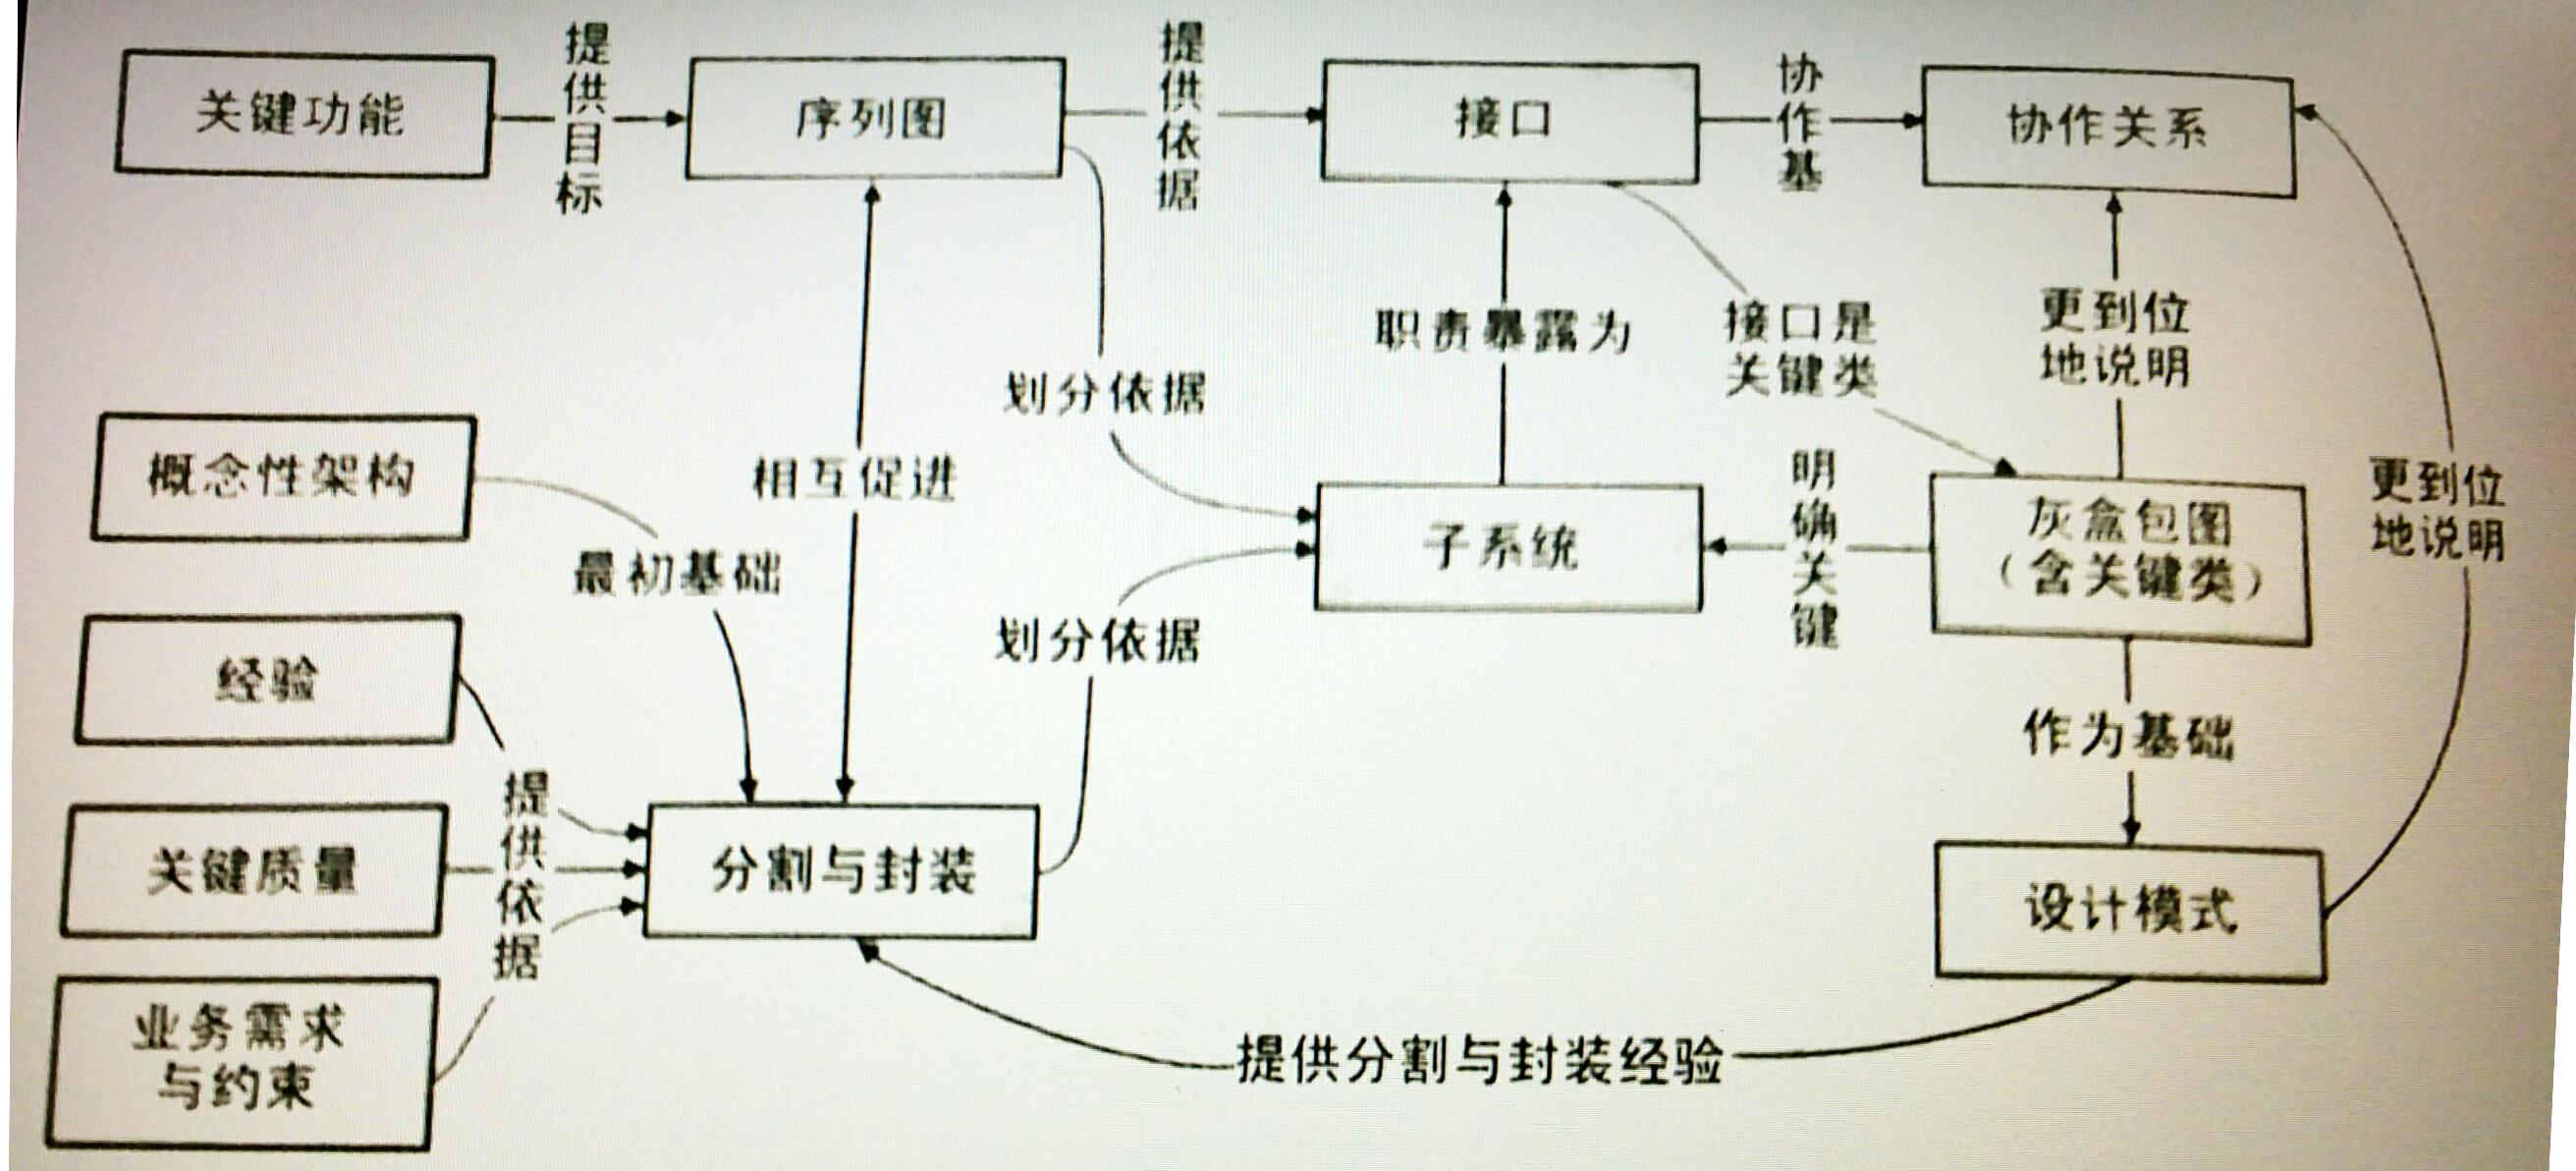 关键功能
提供目标
序列图
提供依据
接口
协作基
协作关系
职责暴露为
接口是
关键类
更到位
地说明
划分依据
概念性架构
相互促进
最初基础
子系统
明确关键
灰盒包图
（含关键类）
更到位
地说明
经验
划分依据
作为基础
提供依据
关键质量
分割与封装
设计模式
业务需求
与约束
提供分割与封装经验